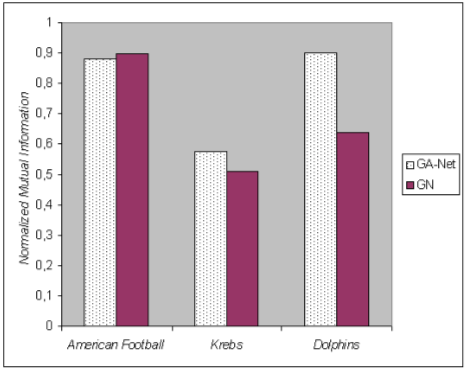 Normalized Mutual Information
1
0,9
0,8
0,7
0,6
0,5
0,4
0,3
0,2
0,1
0
American Football
Krebs
Dolphins
GA-Net
GN